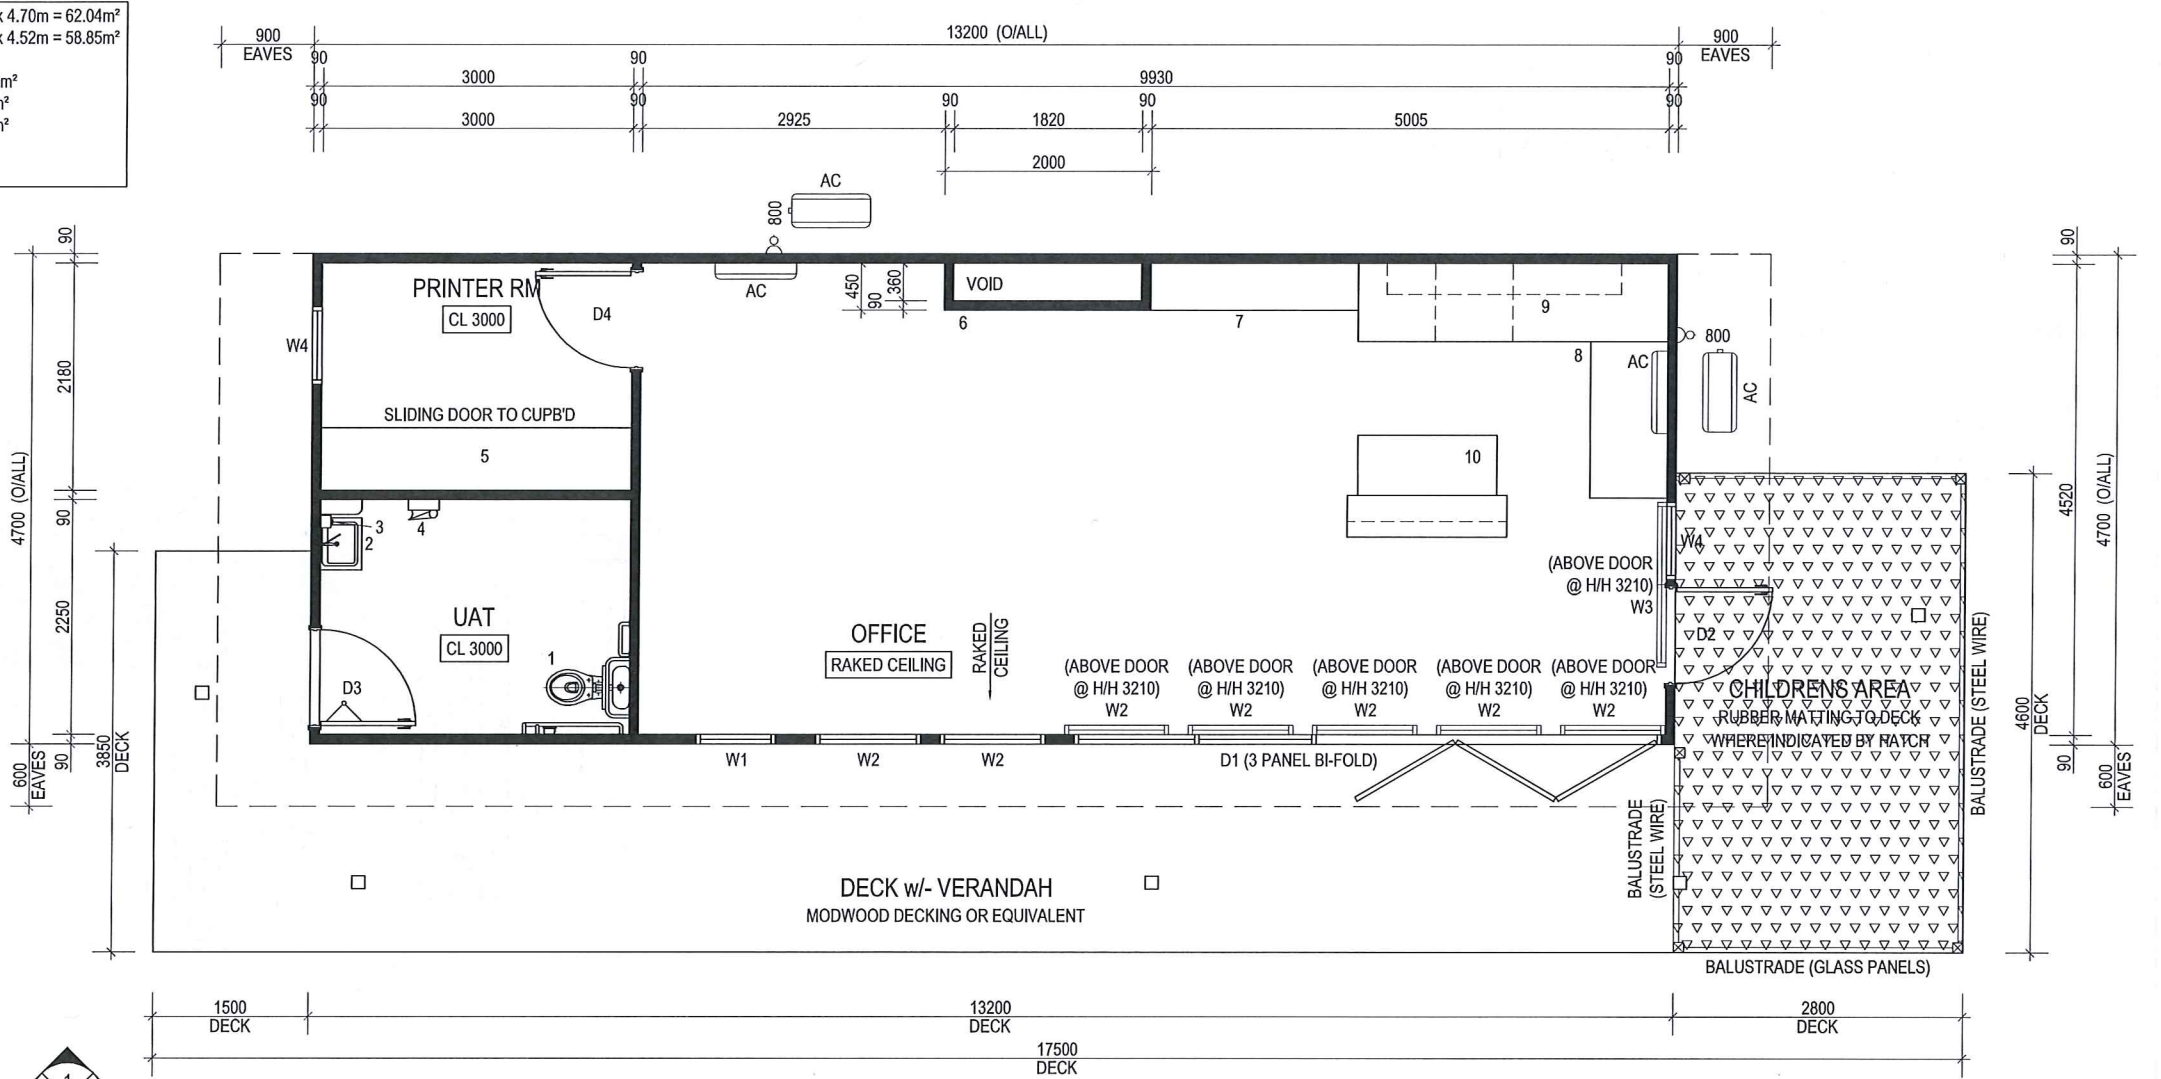 x 4.70m = 62.04m²
x 4.52m = 58.85m²
m²
m²
m²
900
EAVES
13200 (O/ALL)
900
EAVES
90
3000
90
9930
90
90
3000
90
2925
90
1820
90
5005
90
2000
AC
800
90
4700 (O/ALL)
2180
90
2250
90
600
EAVES
3850
DECK
PRINTER RM
CL 3000
D4
W4
SLIDING DOOR TO CUPB'D
5
AC
450
90
360
VOID
6
7
9
8
AC
800
AC
10
3
2
4
UAT
CL 3000
1
D3
OFFICE
RAKED CEILING
RAKED
CEILING
(ABOVE DOOR
@ H/H 3210)
W3
W4
D2
(ABOVE DOOR
@ H/H 3210)
W2
(ABOVE DOOR
@ H/H 3210)
W2
(ABOVE DOOR
@ H/H 3210)
W2
(ABOVE DOOR
@ H/H 3210)
W2
(ABOVE DOOR
@ H/H 3210)
W2
W1
W2
W2
D1 (3 PANEL BI-FOLD)
CHILDRENS AREA
RUBBER MATTING TO DECK
WHERE INDICATED BY HATCH
BALUSTRADE (STEEL WIRE)
BALUSTRADE
(STEEL WIRE)
BALUSTRADE (GLASS PANELS)
90
4520
90
4700 (O/ALL)
600
EAVES
4600
DECK
DECK w/- VERANDAH
MODWOOD DECKING OR EQUIVALENT
1500
DECK
13200
DECK
2800
DECK
17500
DECK